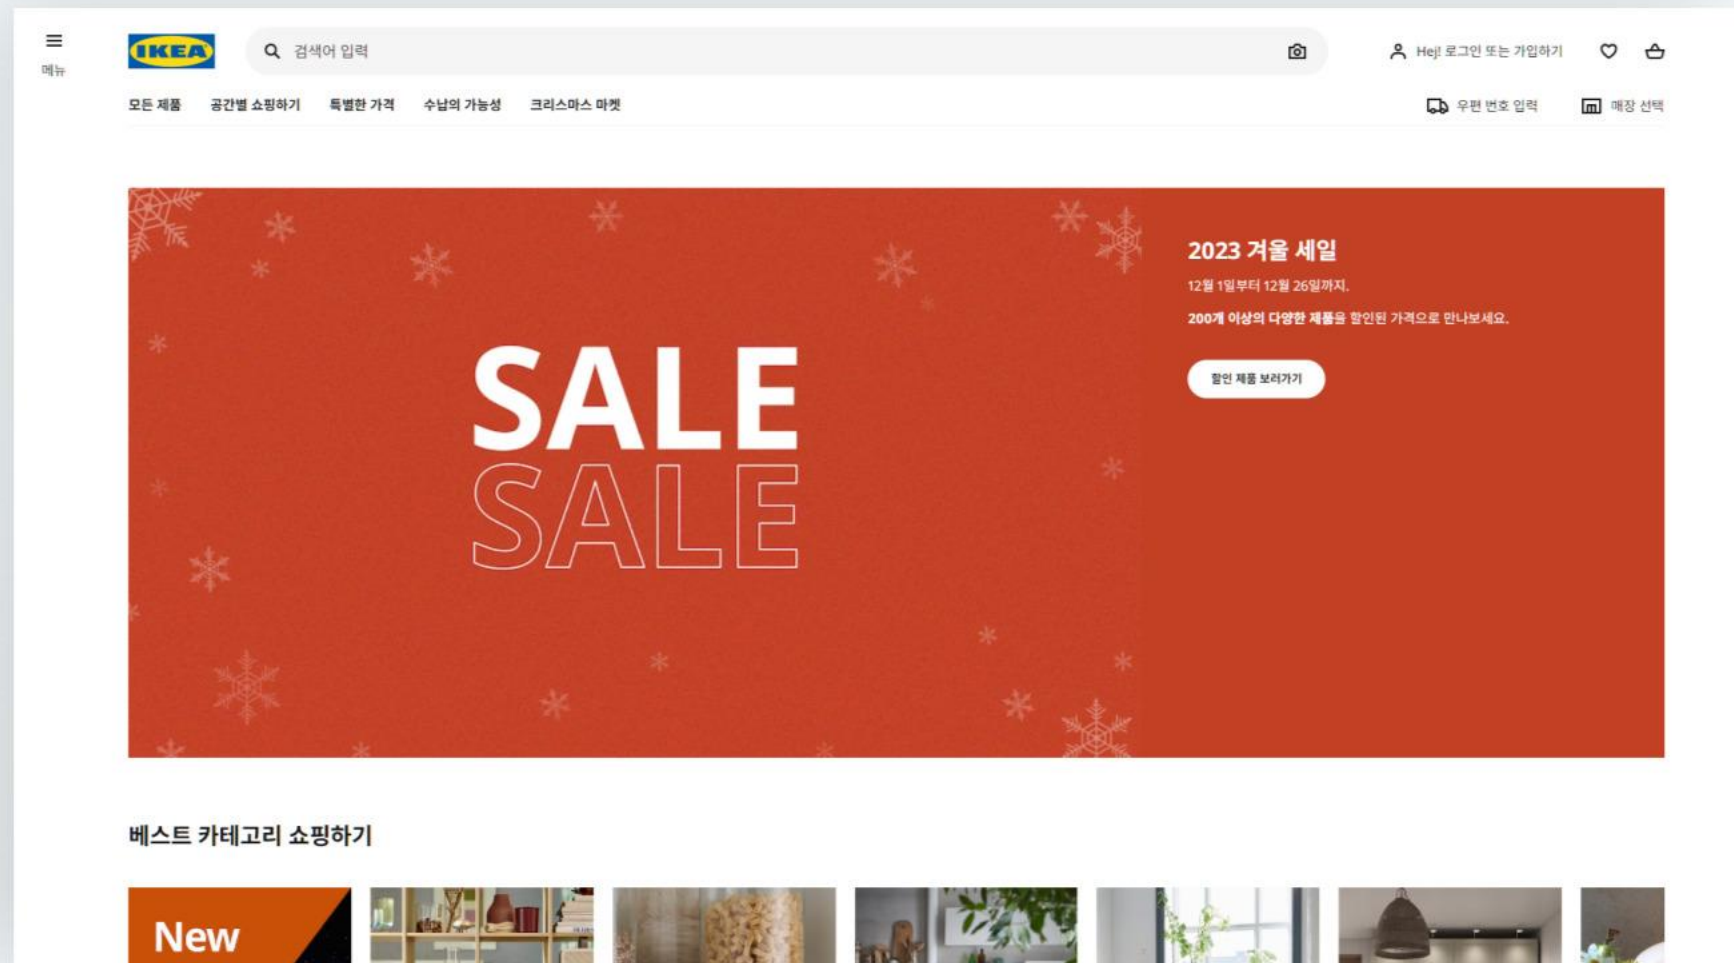 메뉴
IKEA
검색어 입력
Hej! 로그인 또는 가입하기
모든 제품 공간별 쇼핑하기 특별한 가격 수납의 가능성 크리스마스 마켓
우편 번호 입력
매장 선택
2023 겨울 세일
12월 1일부터 12월 26일까지.
200개 이상의 다양한 제품을 할인된 가격으로 만나보세요.
할인 제품 보러가기
SALE
SALE
베스트 카테고리 쇼핑하기
New